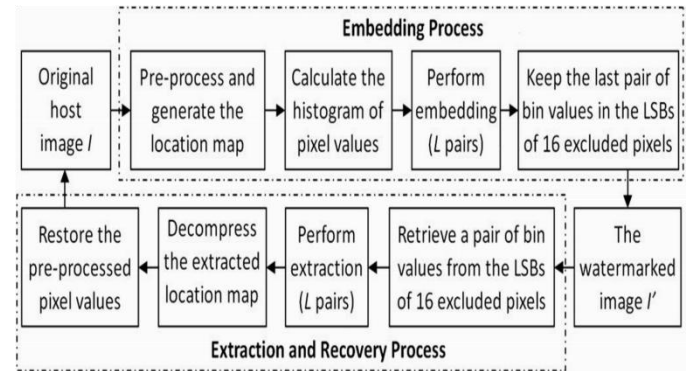 Embedding Process
Original
host
image I
Pre-process and
generate the
location map
Calculate the
histogram of
pixel values
Perform
embedding
(L pairs)
Keep the last pair of
bin values in the LSBs
of 16 excluded pixels
Restore the
pre-processed
pixel values
Decompress
the extracted
location map
Perform
extraction
(L pairs)
Retrieve a pair of bin
values from the LSBs
of 16 excluded pixels
The
watermarked
image I'
Extraction and Recovery Process